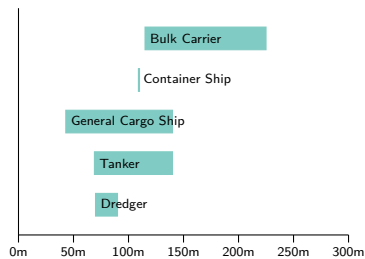 Bulk Carrier
Container Ship
General Cargo Ship
Tanker
Dredger
0m 50m 100m 150m 200m 250m 300m